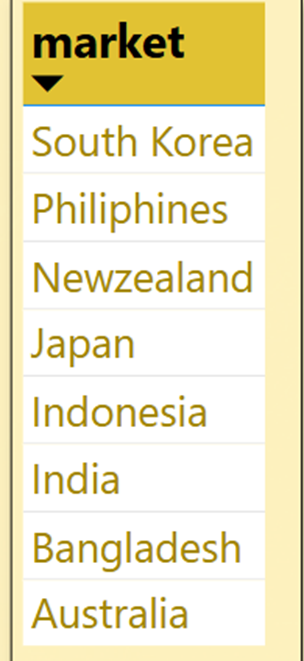 market
South Korea
Philiphines
Newzealand
Japan
Indonesia
India
Bangladesh
Australia